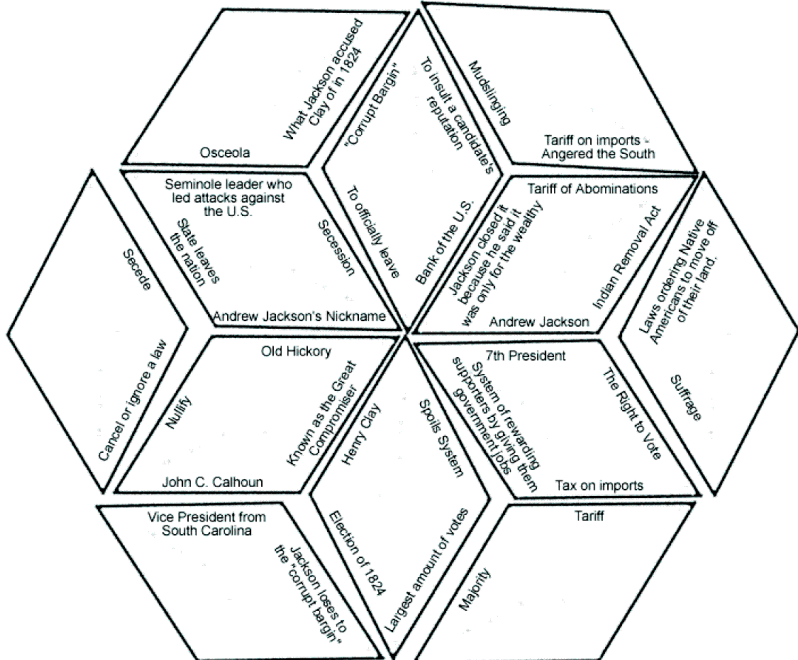 What Jackson accused
Clay of in 1824
Osceola
"Corrupt Bargin"
To insult a candidate's
reputation
To officially leave
Bank of the U.S.
Mudslinging
Tariff on imports -
Angered the South
Seminole leader who
led attacks against
the U.S.
State leaves
the nation
Secession
Andrew Jackson's Nickname
Tariff of Abominations
Jackson closed it
because he said it
was only for the wealthy
Indian Removal Act
Andrew Jackson
Secede
Cancel or ignore a law
Laws ordering Native
Americans to move off
of their land.
Suffrage
Old Hickory
Nullify
Known as the Great
Compromiser
John C. Calhoun
Henry Clay
Spoils System
Election of 1824
Largest amount of votes
7th President
System of rewarding
supporters by giving them
government jobs
The Right to Vote
Tax on imports
Vice President from
South Carolina
Jackson loses to
the "corrupt bargin"
Tariff
Majority